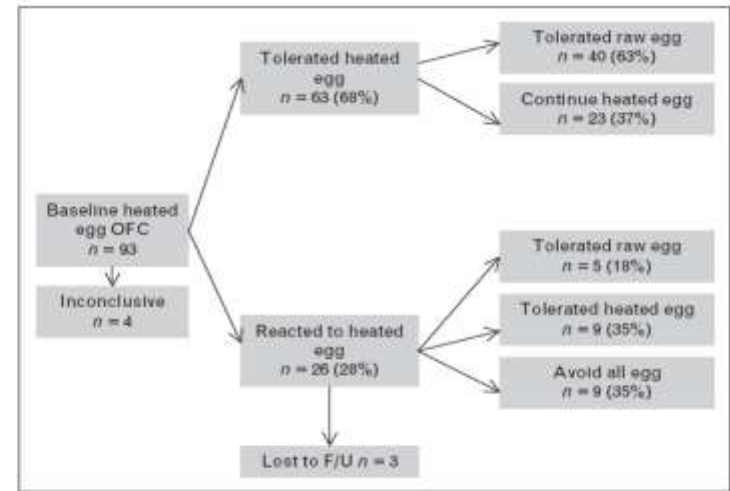 Baseline heated
egg OFC
n = 93
Inconclusive
n = 4
Tolerated heated
egg
n = 63 (68%)
Reacted to heated
egg
n = 26 (28%)
Lost to F/U n = 3
Tolerated raw egg
n = 40 (63%)
Continue heated egg
n = 23 (37%)
Tolerated raw egg
n = 5 (18%)
Tolerated heated egg
n = 9 (35%)
Avoid all egg
n = 9 (35%)